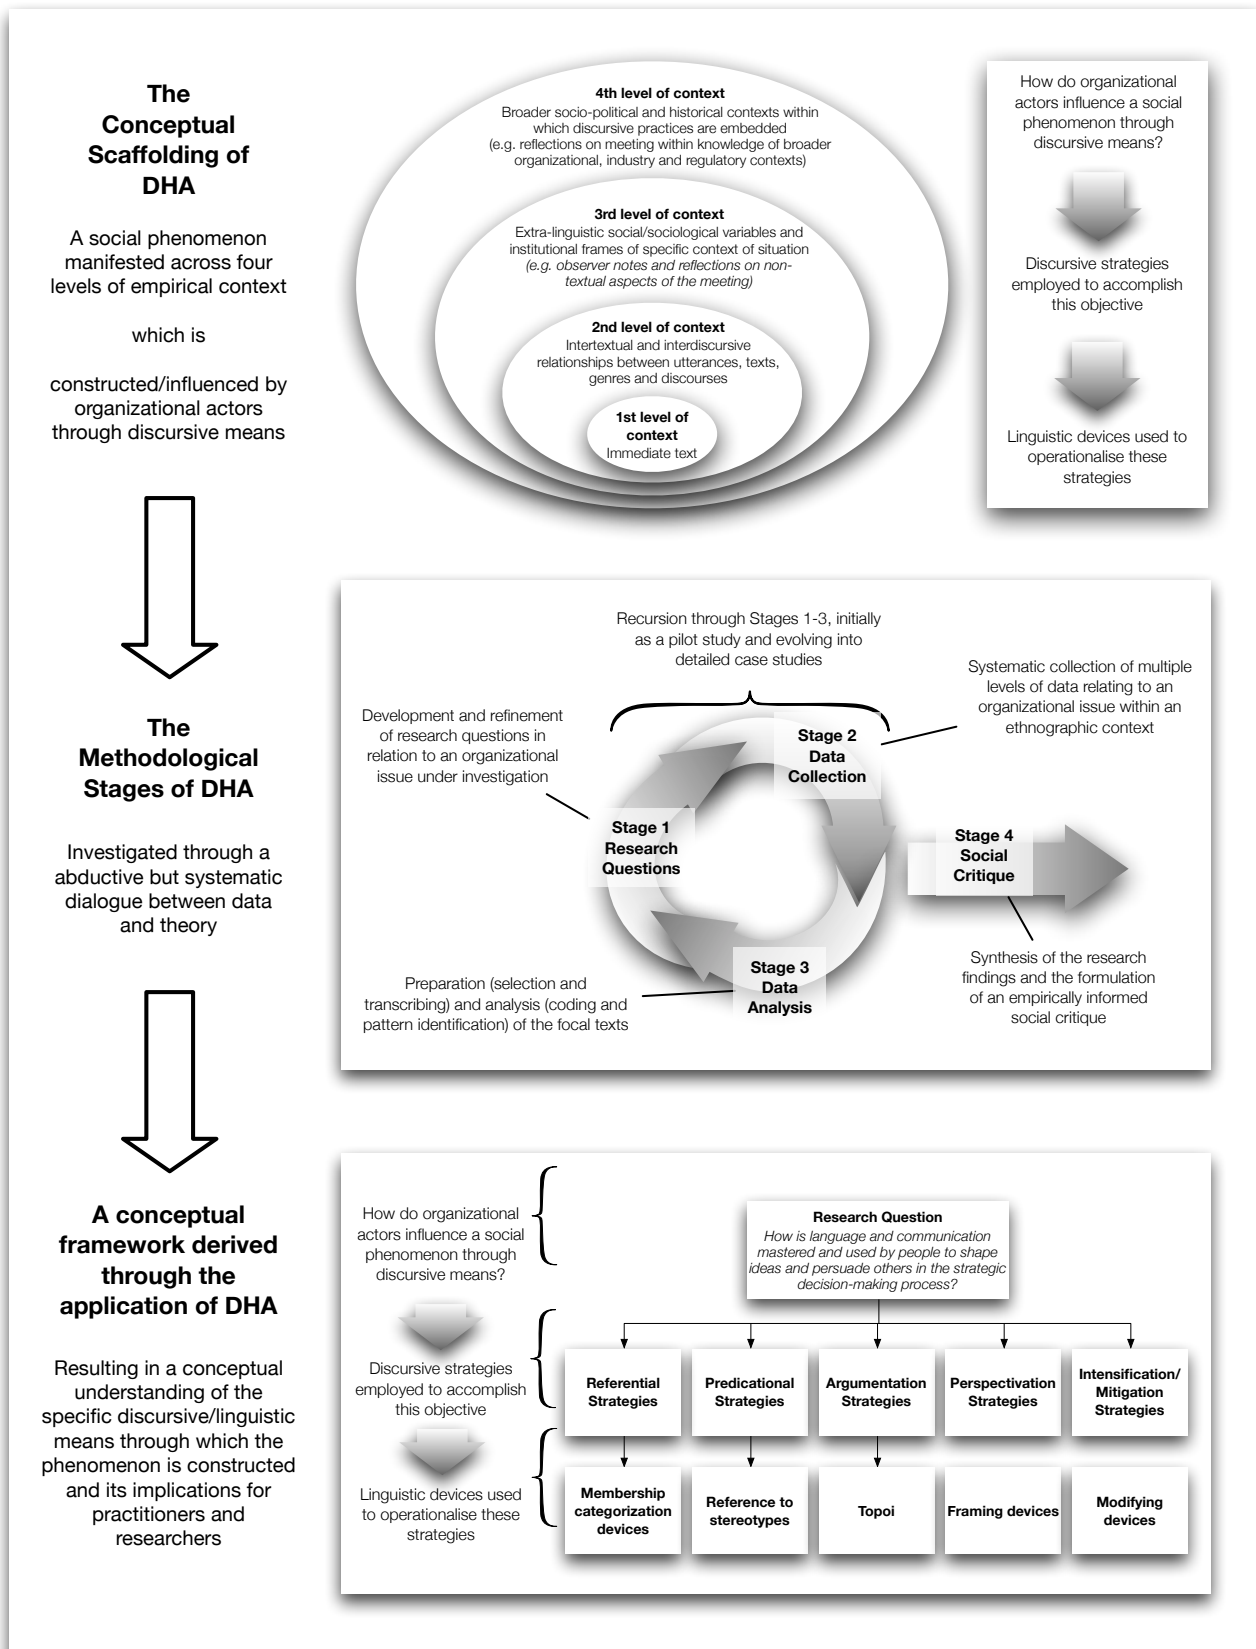 The
Conceptual
Scaffolding of
DHA
A social phenomenon
manifested across four
levels of empirical context
which is
constructed/influenced by
organizational actors
through discursive means
4th level of context
Broader socio-political and historical contexts within
which discursive practices are embedded
(e.g. reflections on meeting within knowledge of broader
organizational, industry and regulatory contexts)
3rd level of context
Extra-linguistic social/sociological variables and
institutional frames of specific context of situation
(e.g. observer notes and reflections on non-
textual aspects of the meeting)
2nd level of context
Intertextual and interdiscursive
relationships between utterances, texts,
genres and discourses
1st level of
context
Immediate text
How do organizational
actors influence a social
phenomenon through
discursive means?
Discursive strategies
employed to accomplish
this objective
Linguistic devices used to
operationalise these
strategies
The
Methodological
Stages of DHA
Investigated through a
abductive but systematic
dialogue between data
and theory
Recursion through Stages 1-3, initially
as a pilot study and evolving into
detailed case studies
Development and refinement
of research questions in
relation to an organizational
issue under investigation
Systematic collection of multiple
levels of data relating to an
organizational issue within an
ethnographic context
Stage 2
Data
Collection
Stage 1
Research
Questions
Stage 4
Social
Critique
Stage 3
Data
Analysis
Preparation (selection and
transcribing) and analysis (coding and
pattern identification) of the focal texts
Synthesis of the research
findings and the formulation
of an empirically informed
social critique
A conceptual
framework derived
through the
application of DHA
Resulting in a conceptual
understanding of the
specific discursive/linguistic
means through which the
phenomenon is constructed
and its implications for
practitioners and
researchers
How do organizational
actors influence a social
phenomenon through
discursive means?
Discursive strategies
employed to accomplish
this objective
Linguistic devices used
to operationalise these
strategies
Research Question
How is language and communication
mastered and used by people to shape
ideas and persuade others in the strategic
decision-making process?
Referential
Strategies
Predicational
Strategies
Argumentation
Strategies
Perspectivation
Strategies
Intensification/
Mitigation
Strategies
Membership
categorization
devices
Reference to
stereotypes
Topoi
Framing devices
Modifying
devices